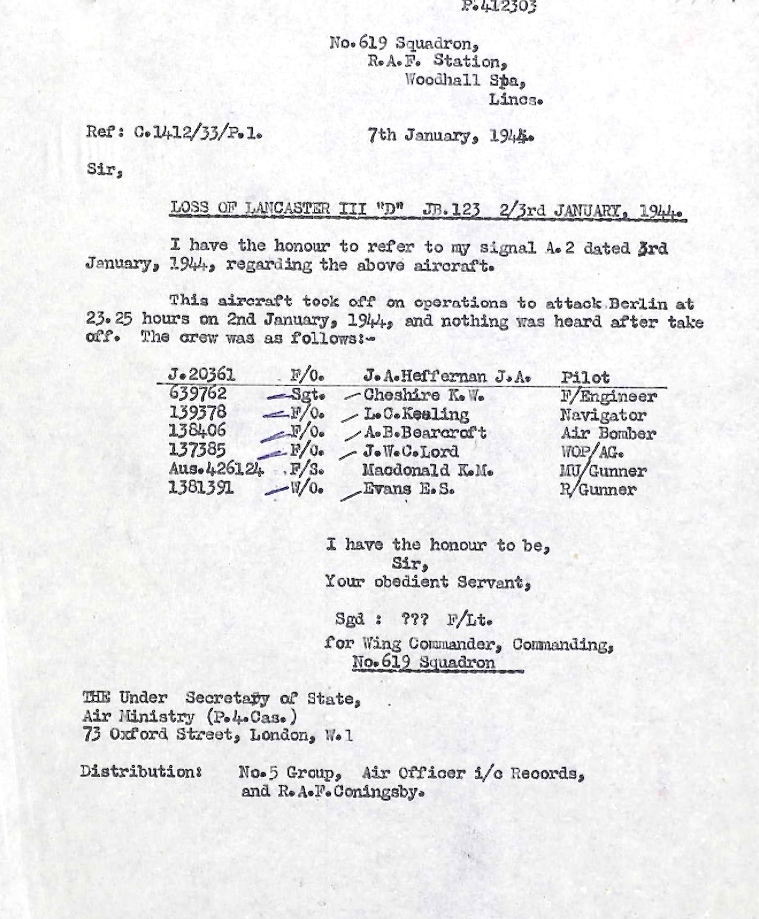 P.412303
No.619 Squadron,
R.A.F. Station,
Woodhall Spa,
Lincs.
Ref: C.1412/33/P.1. 7th January, 1944.
Sir,
LOSS OF LANCASTER III "D" JB.123 2/3rd JANUARY, 1944.
I have the honour to refer to my signal A.2 dated 3rd
January, 1944, regarding the above aircraft.
This aircraft took off on operations to attack Berlin at
23.25 hours on 2nd January, 1944, and nothing was heard after take
off. The crew was as follows:-
J.20361 F/O. J.A.Heffernan J.A. Pilot
639762 Sgt. Cheshire K.W. F/Engineer
139378 F/O. L.C.Kesling Navigator
138406 F/O. A.B.Bearcroft Air Bomber
137385 F/O. J.W.C.Lord WOP/AG.
Aus.426124 F/S. Macdonald K.M. MU/Gunner
1381391 W/O. Evans E.S. R/Gunner
I have the honour to be,
Sir,
Your obedient Servant,
Sgd : ??? F/Lt.
for Wing Commander, Commanding,
No.619 Squadron
THE Under Secretary of State,
Air Ministry (P.4.Cas.)
73 Oxford Street, London, W.1
Distribution: No.5 Group, Air Officer i/c Records,
and R.A.F.Coningsby.